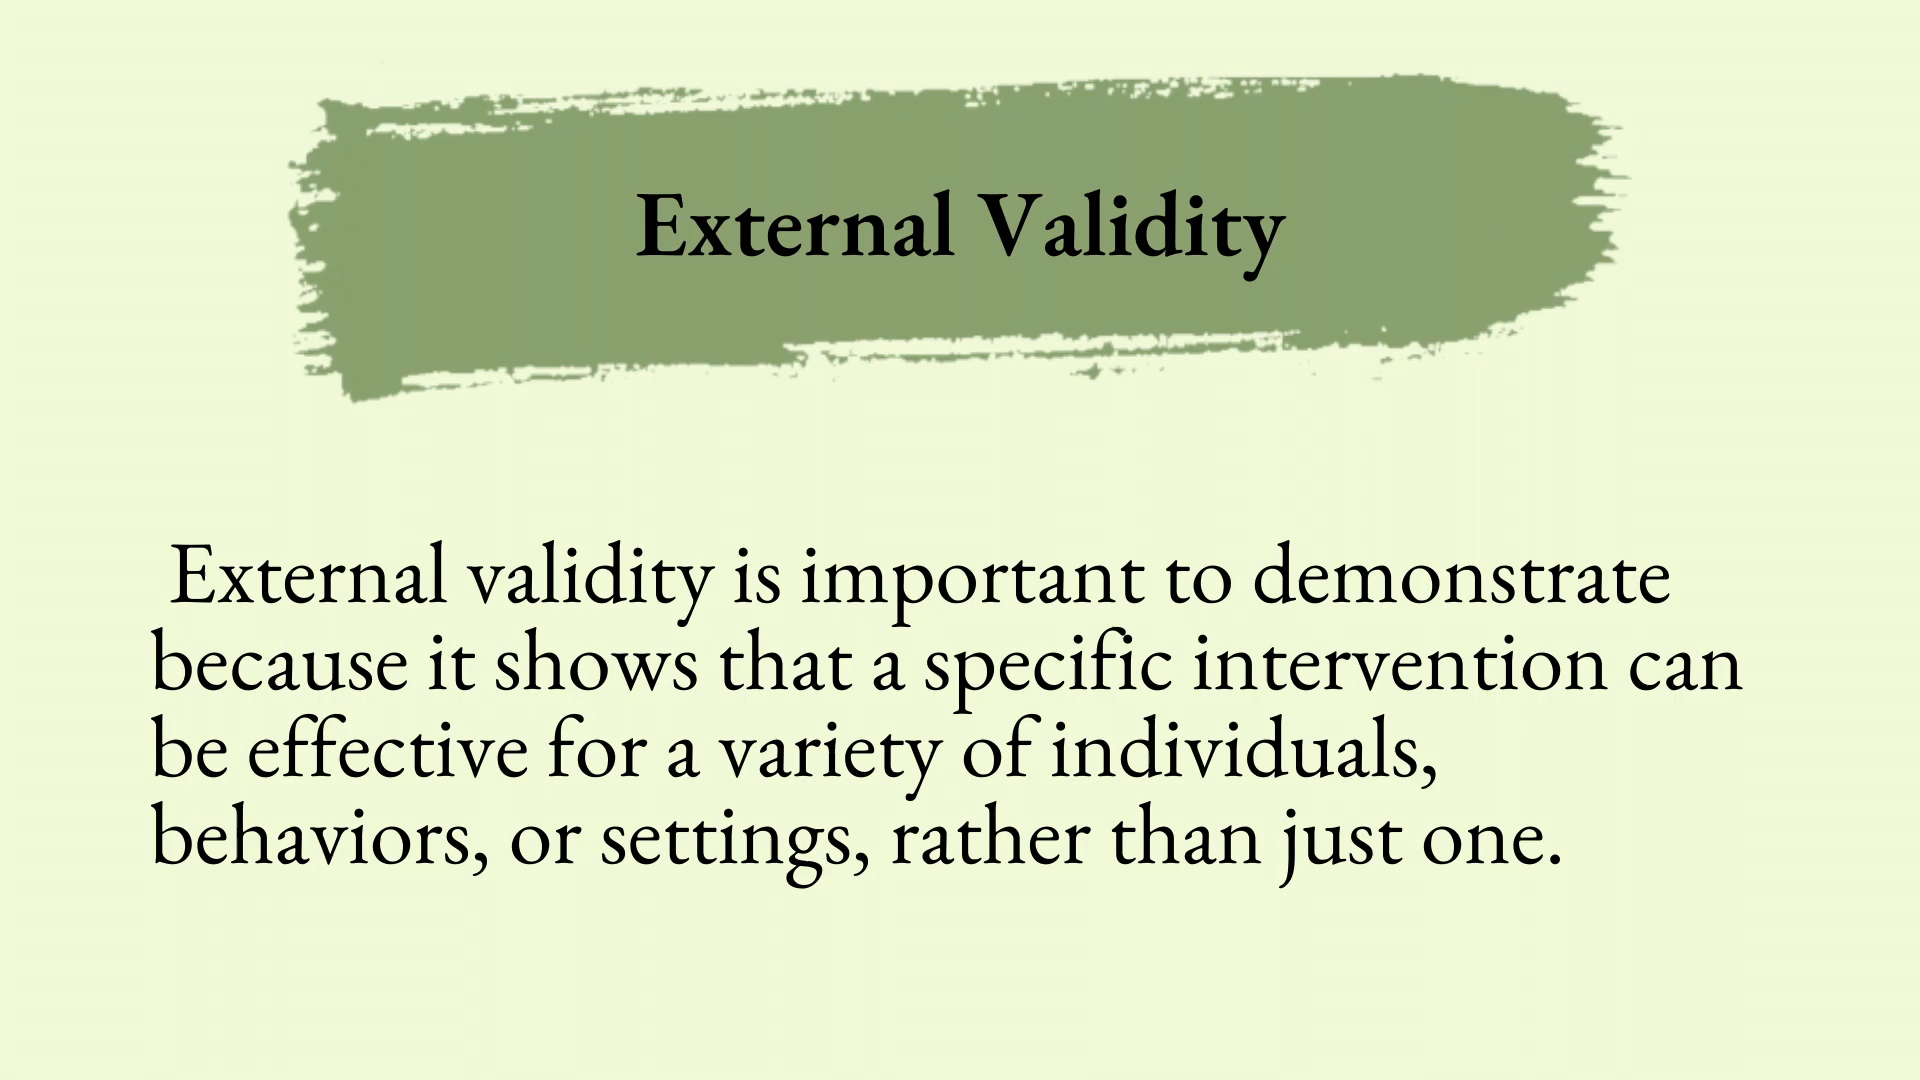 External Validity
External validity is important to demonstrate
because it shows that a specific intervention can
be effective for a variety of individuals,
behaviors, or settings, rather than just one.